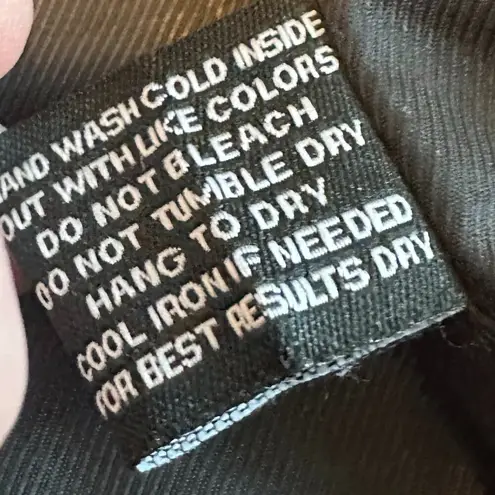 AND WASH COLD INSIDE
OUT WITH LIKE COLORS
DO NOT BLEACH
DO NOT TUMBLE DRY
HANG TO DRY
COOL IRON IF NEEDED
FOR BEST RESULTS DRY